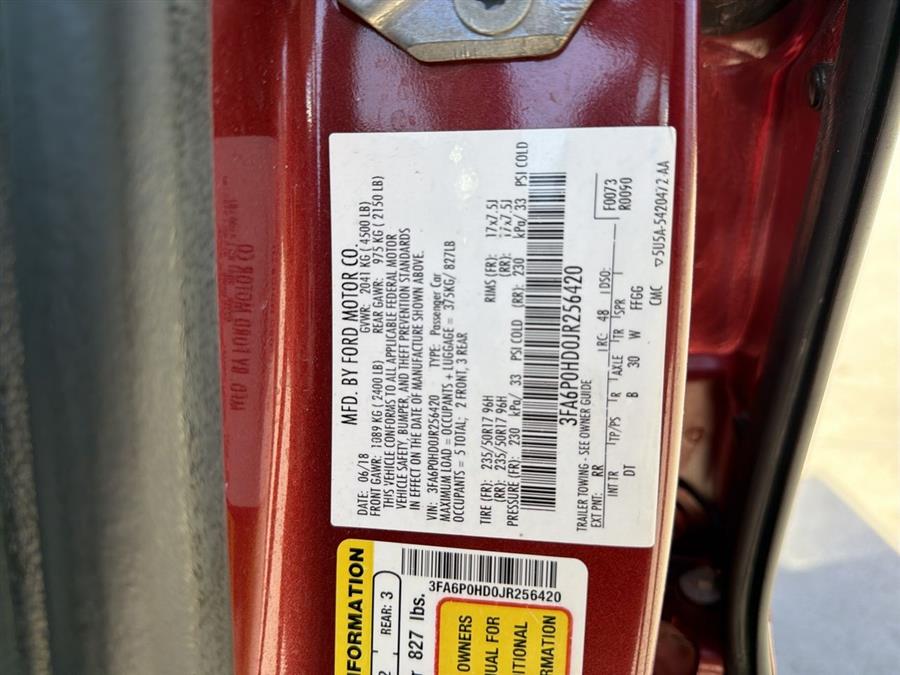 MFD. BY FORD MOTOR CO.
DATE: 06/18 GVWR: 2041 KG ( 4500 LB)
FRONT GAWR: 1089 KG ( 2400 LB) REAR GAWR: 975 KG ( 2150 LB)
THIS VEHICLE CONFORMS TO ALL APPLICABLE FEDERAL MOTOR
VEHICLE SAFETY, BUMPER, AND THEFT PREVENTION STANDARDS
IN EFFECT ON THE DATE OF MANUFACTURE SHOWN ABOVE.
VIN: 3FA6P0HD0JR256420 TYPE: Passenger Car
MAXIMUM LOAD = OCCUPANTS + LUGGAGE = 375KG/ 827LB
OCCUPANTS = 5 TOTAL; 2 FRONT, 3 REAR
TIRE (FR): 235/50R17 96H RIMS (FR): 17x7.5J
(RR): 235/50R17 96H (RR): 17x7.5J
PRESSURE (FR): 230 kPa/ 33 PSI COLD (RR): 230 kPa/ 33 PSI COLD
3FA6P0HD0JR256420
TRAILER TOWING - SEE OWNER GUIDE
F0073
EXT PNT: RR RC: 48 DSO: R0090
INT TR TP/PS R AXLE TR SPR
DT B 30 W FFGG
CMC 5U5A-5420472 AA
3FA6P0HD0JR256420
INFORMATION
2 REAR: 3
827 lbs.
OWNERS
UAL FOR
ITIONAL
RMATION